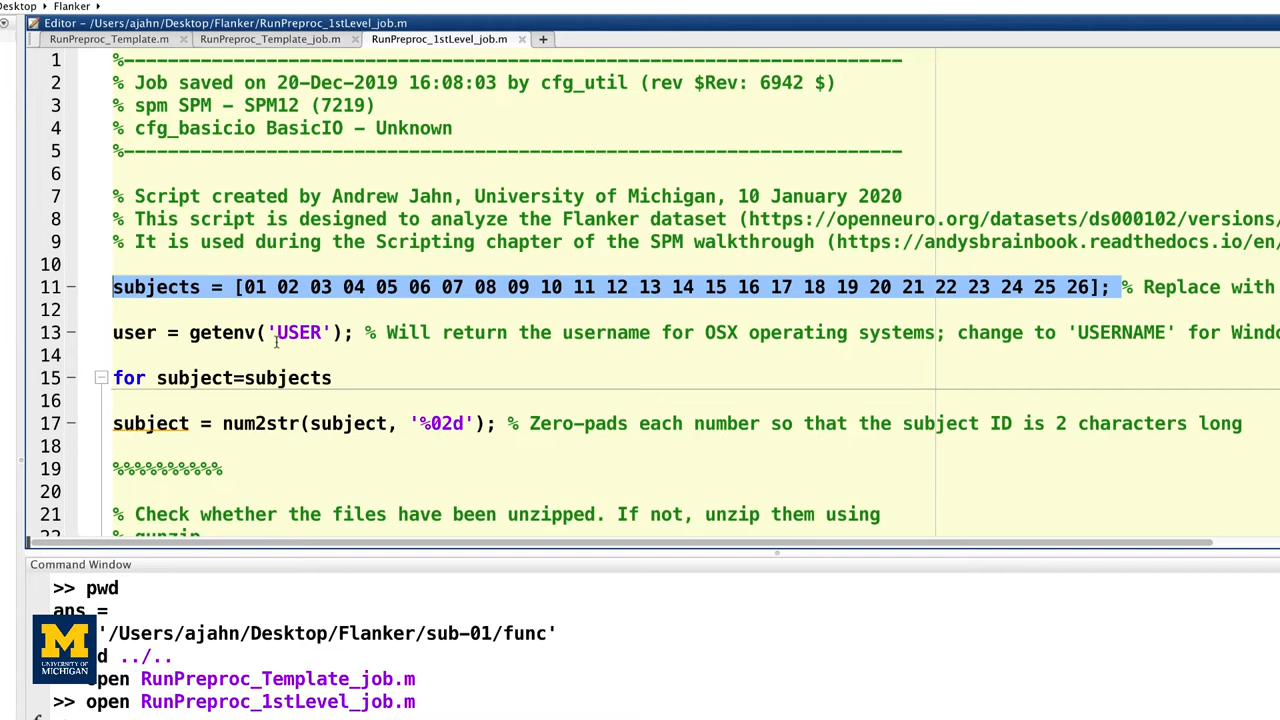 Desktop ▸ Flanker ▸
Editor - /Users/ajahn/Desktop/Flanker/RunPreproc_1stLevel_job.m
RunPreproc_Template.m × RunPreproc_Template_job.m × RunPreproc_1stLevel_job.m × +
1 %------------------------------------------------------------------------
2 % Job saved on 20-Dec-2019 16:08:03 by cfg_util (rev $Rev: 6942 $)
3 % spm SPM - SPM12 (7219)
4 % cfg_basicio BasicIO - Unknown
5 %------------------------------------------------------------------------
6
7 % Script created by Andrew Jahn, University of Michigan, 10 January 2020
8 % This script is designed to analyze the Flanker dataset (https://openneuro.org/datasets/ds000102/versions/
9 % It is used during the Scripting chapter of the SPM walkthrough (https://andysbrainbook.readthedocs.io/en/
10
11 – subjects = [01 02 03 04 05 06 07 08 09 10 11 12 13 14 15 16 17 18 19 20 21 22 23 24 25 26]; % Replace with
12
13 – user = getenv('USER'); % Will return the username for OSX operating systems; change to 'USERNAME' for Windo
14
15 – for subject=subjects
16
17 – subject = num2str(subject, '%02d'); % Zero-pads each number so that the subject ID is 2 characters long
18
19 %%%%%%%%%%
20
21 % Check whether the files have been unzipped. If not, unzip them using
22 % gunzip
Command Window
>> pwd
ans =
'/Users/ajahn/Desktop/Flanker/sub-01/func'
d ../..
open RunPreproc_Template_job.m
>> open RunPreproc_1stLevel_job.m
M
UNIVERSITY OF
MICHIGAN